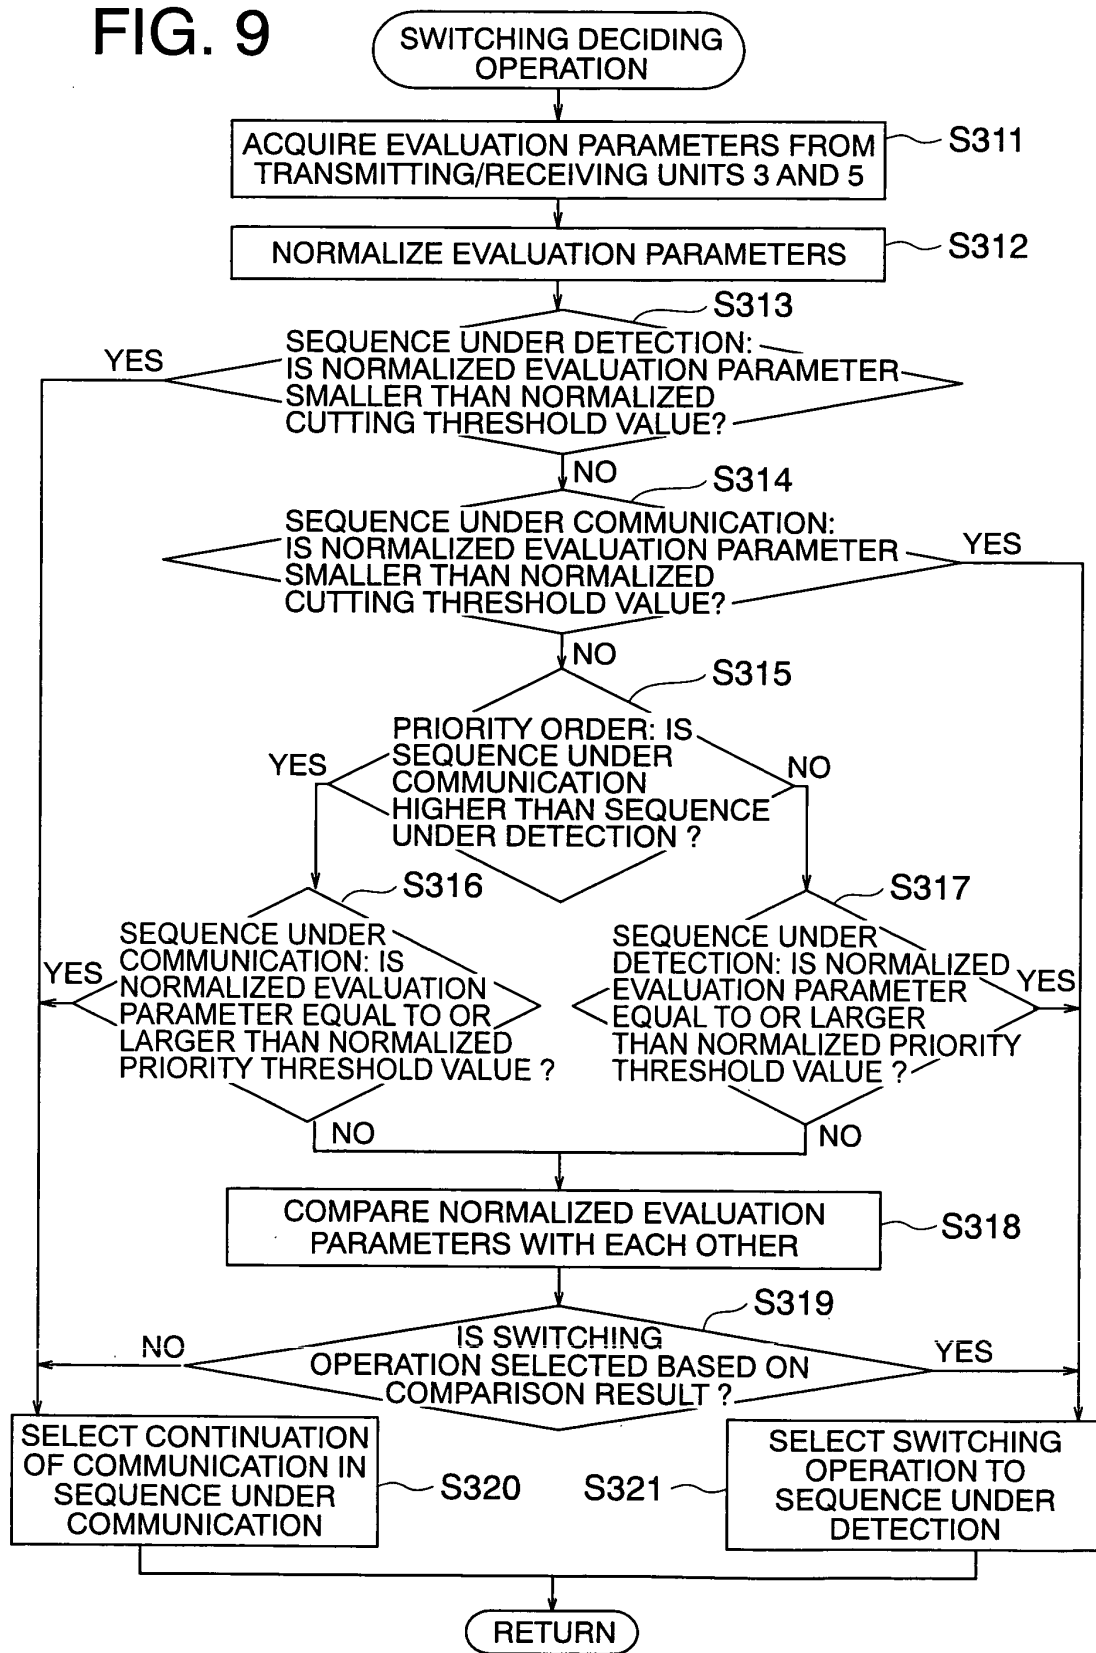 FIG. 9
SWITCHING DECIDING
OPERATION
ACQUIRE EVALUATION PARAMETERS FROM
TRANSMITTING/RECEIVING UNITS 3 AND 5
S311
NORMALIZE EVALUATION PARAMETERS
S312
S313
SEQUENCE UNDER DETECTION:
IS NORMALIZED EVALUATION PARAMETER
SMALLER THAN NORMALIZED
CUTTING THRESHOLD VALUE?
YES
NO
S314
SEQUENCE UNDER COMMUNICATION:
IS NORMALIZED EVALUATION PARAMETER
SMALLER THAN NORMALIZED
CUTTING THRESHOLD VALUE?
YES
NO
S315
PRIORITY ORDER: IS
SEQUENCE UNDER
COMMUNICATION
HIGHER THAN SEQUENCE
UNDER DETECTION ?
YES
NO
S316
SEQUENCE UNDER
COMMUNICATION: IS
NORMALIZED EVALUATION
PARAMETER EQUAL TO OR
LARGER THAN NORMALIZED
PRIORITY THRESHOLD VALUE ?
YES
NO
S317
SEQUENCE UNDER
DETECTION: IS NORMALIZED
EVALUATION PARAMETER
EQUAL TO OR LARGER
THAN NORMALIZED PRIORITY
THRESHOLD VALUE ?
YES
NO
COMPARE NORMALIZED EVALUATION
PARAMETERS WITH EACH OTHER
S318
S319
IS SWITCHING
OPERATION SELECTED BASED ON
COMPARISON RESULT ?
NO
YES
SELECT CONTINUATION
OF COMMUNICATION IN
SEQUENCE UNDER
COMMUNICATION
S320
S321
SELECT SWITCHING
OPERATION TO
SEQUENCE UNDER
DETECTION
RETURN